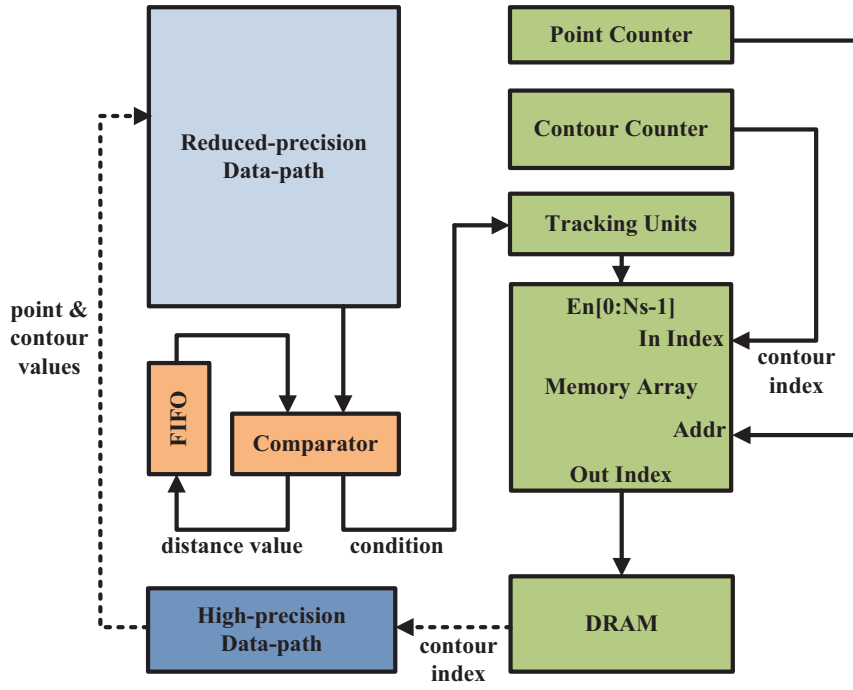 Point Counter
Reduced-precision
Data-path
Contour Counter
Tracking Units
point &
contour
values
En[0:Ns-1]
In Index
contour
index
Memory Array
Addr
Out Index
FIFO
Comparator
distance value
condition
High-precision
Data-path
contour
index
DRAM